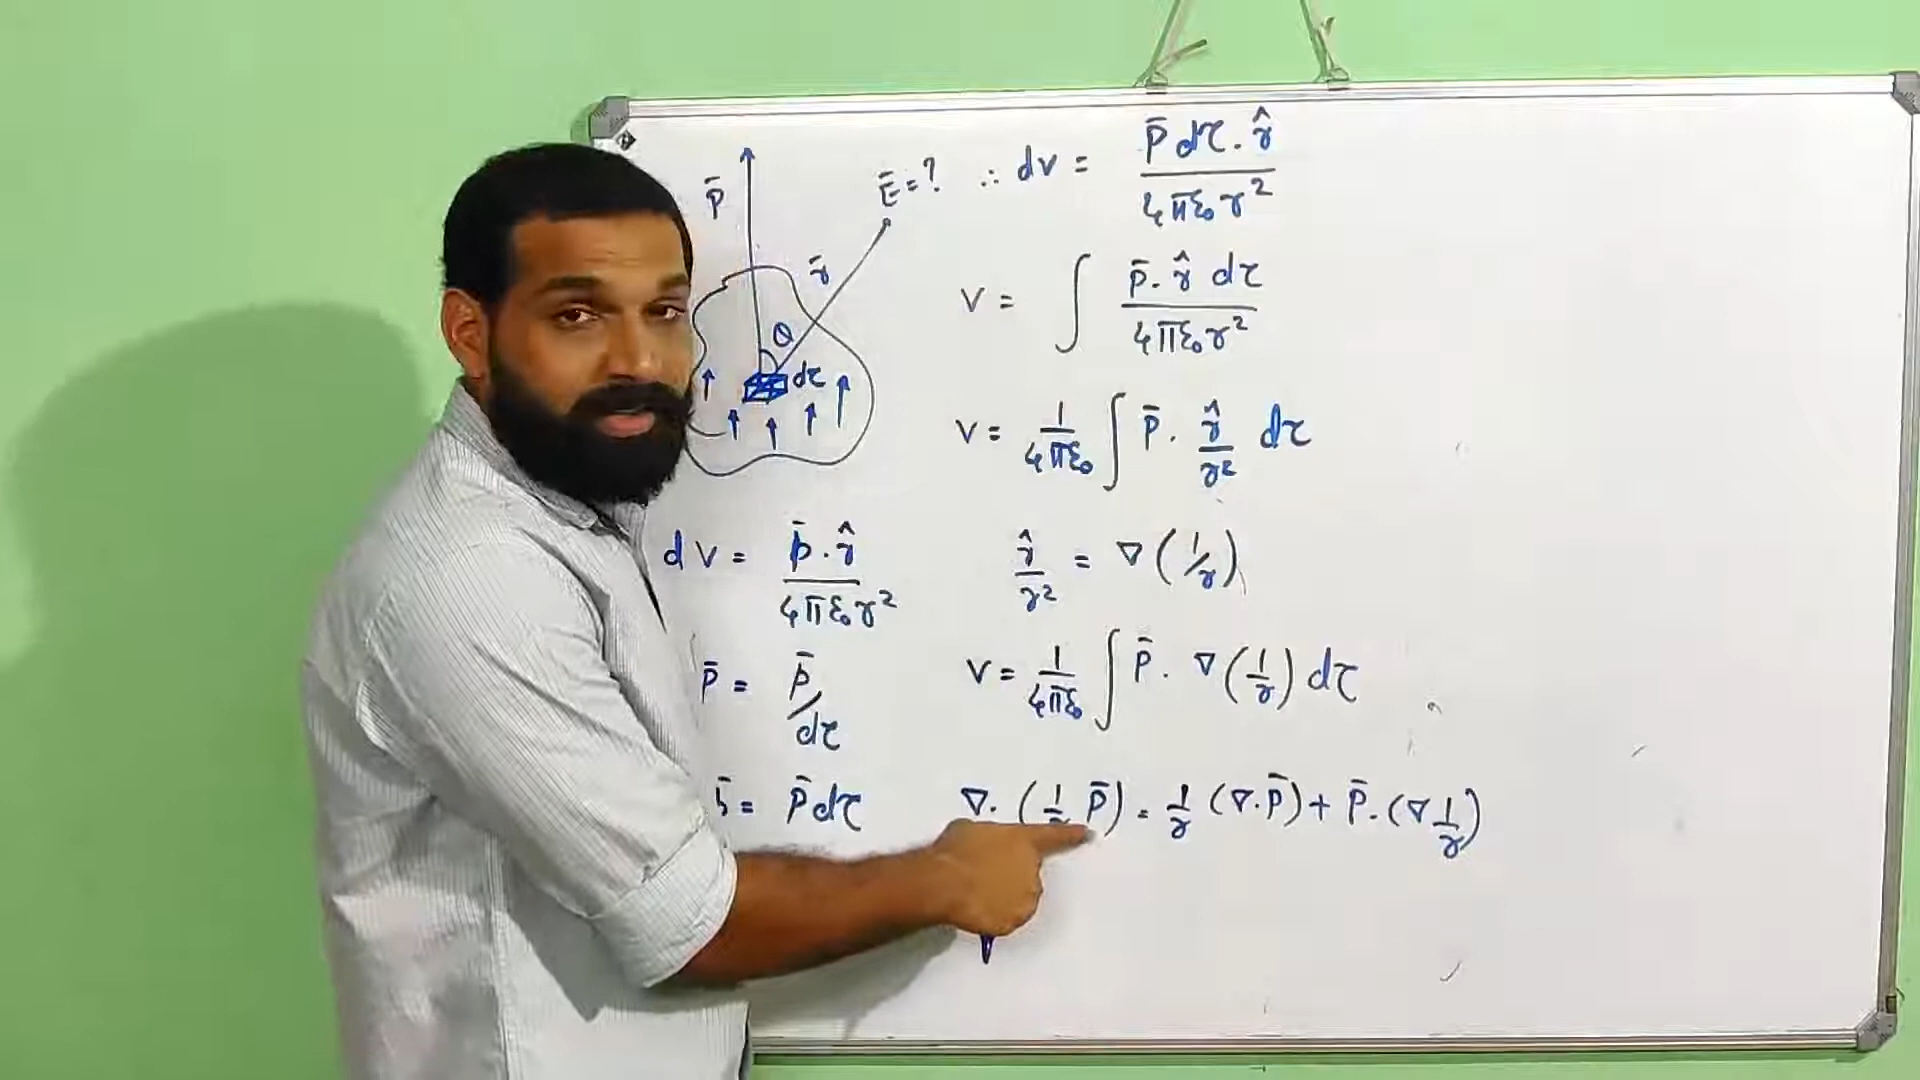 P̄
Ē = ?
r̄
θ
dτ
dV = p̄ . r̂ / 4πε₀r²
P̄ = p̄ / dτ
p̄ = P̄ dτ
∴ dV = P̄ dτ . r̂ / 4πε₀r²
V = ∫ P̄ . r̂ dτ / 4πε₀r²
V = 1/4πε₀ ∫ P̄ . r̂/r² dτ
r̂/r² = ∇(1/r)
V = 1/4πε₀ ∫ P̄ . ∇(1/r) dτ
∇. (1/r P̄) = 1/r (∇.P̄) + P̄ . (∇ 1/r)